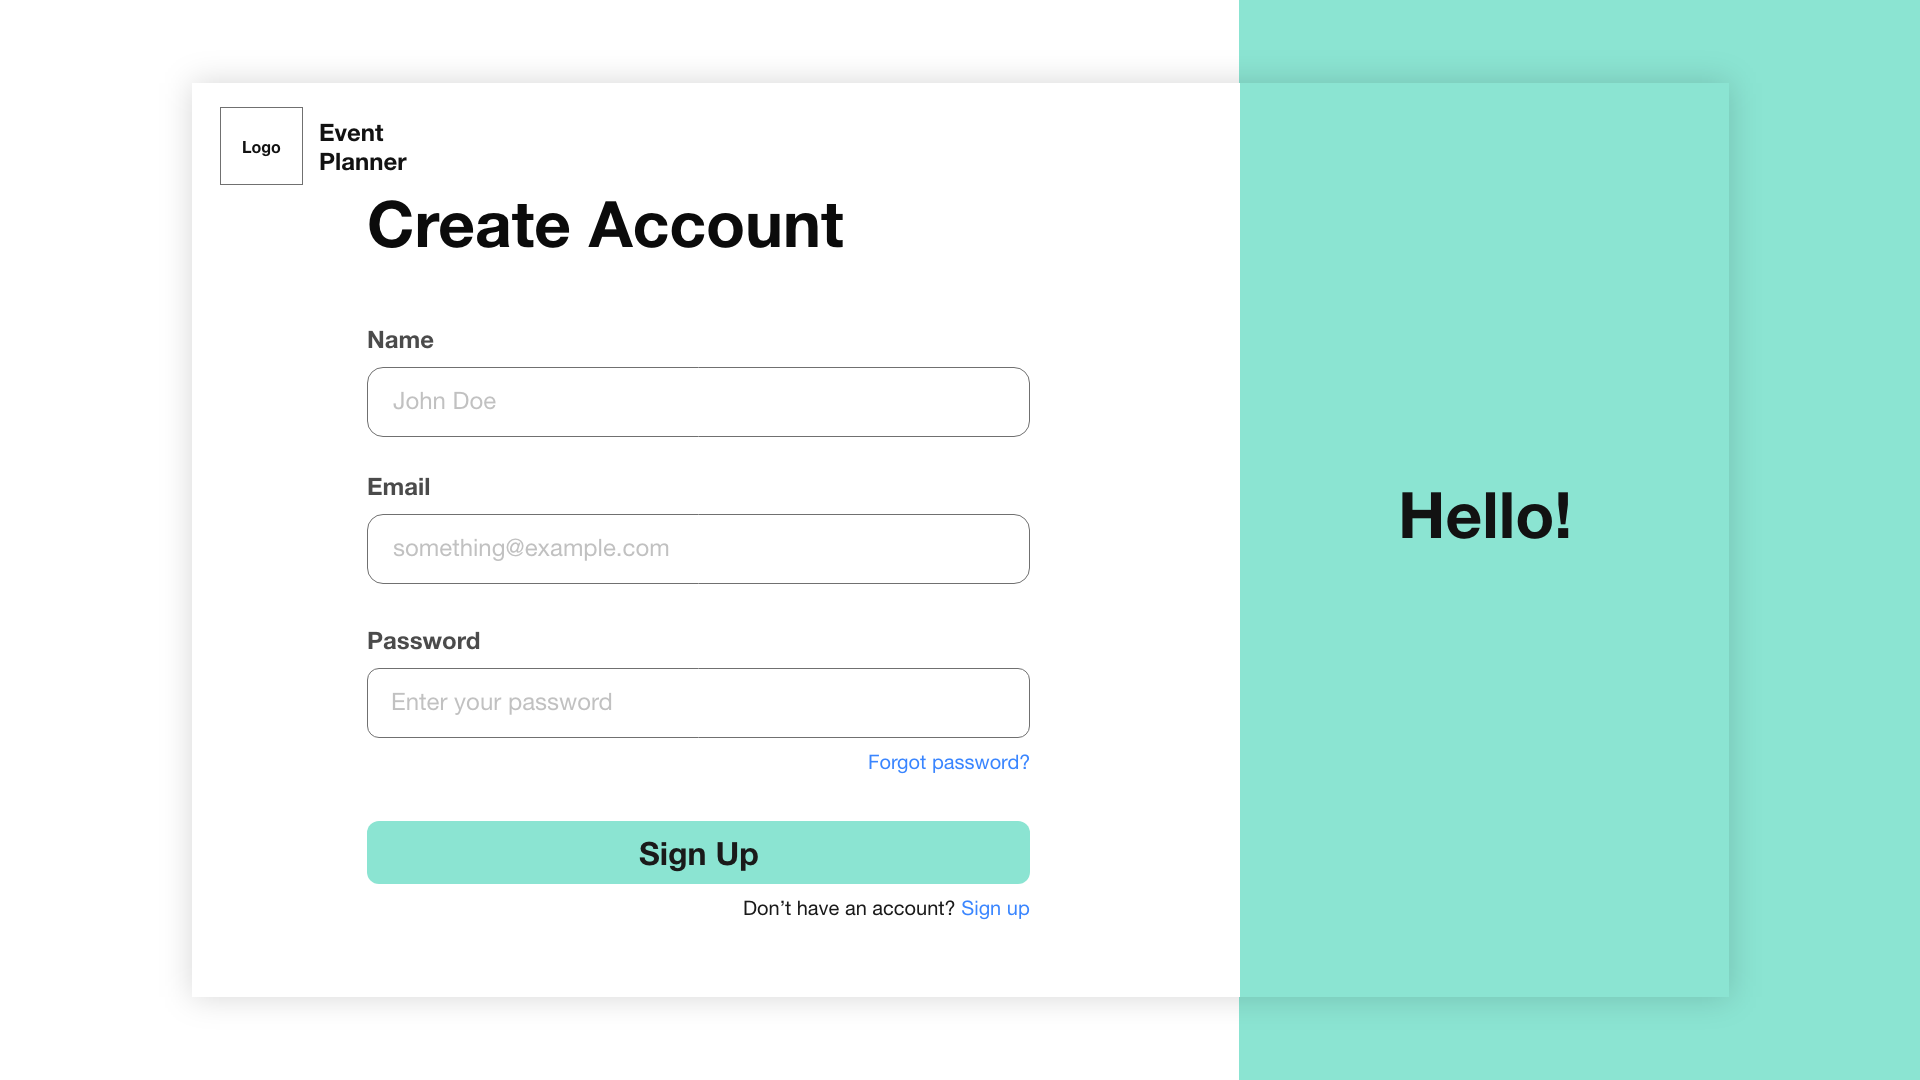 Logo
Event
Planner
Create Account
Name
John Doe
Email
something@example.com
Password
Enter your password
Forgot password?
Sign Up
Don’t have an account? Sign up
Hello!